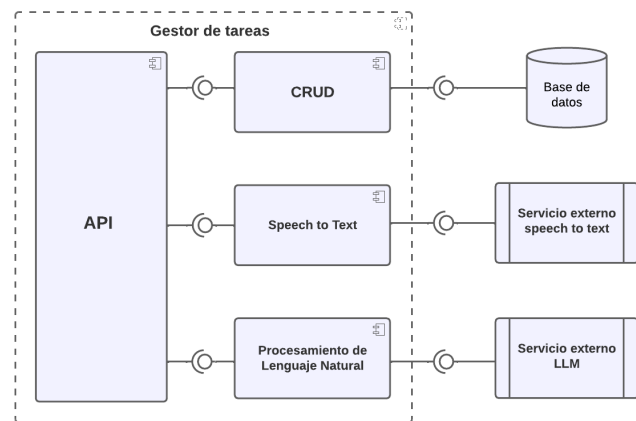 Gestor de tareas
API
CRUD
Base de
datos
Speech to Text
Servicio externo
speech to text
Procesamiento de
Lenguaje Natural
Servicio externo
LLM